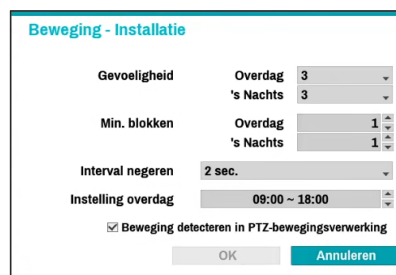 Beweging - Installatie
Gevoeligheid Overdag 3
's Nachts 3
Min. blokken Overdag 1
's Nachts 1
Interval negeren 2 sec.
Instelling overdag 09:00 ~ 18:00
Beweging detecteren in PTZ-bewegingsverwerking
OK Annuleren